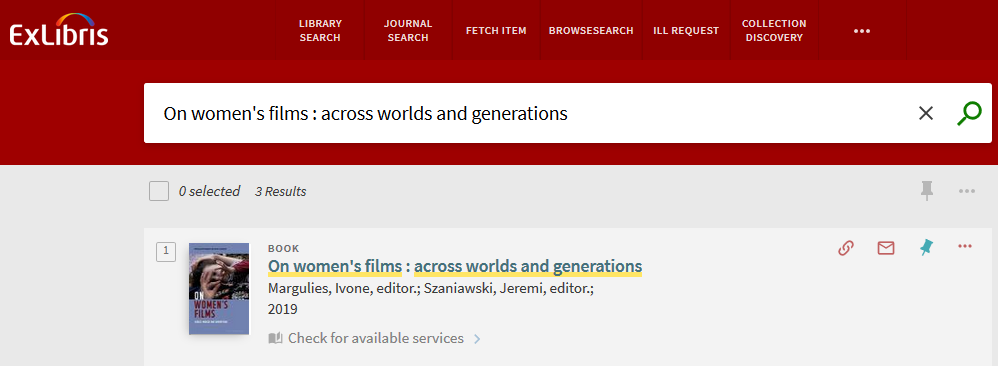 ExLibris
LIBRARY SEARCH
JOURNAL SEARCH
FETCH ITEM
BROWSESEARCH
ILL REQUEST
COLLECTION DISCOVERY
On women's films : across worlds and generations
0 selected
3 Results
1
ON
WOMEN'S
FILMS
BOOK
On women's films : across worlds and generations
Margulies, Ivone, editor.; Szaniawski, Jeremi, editor.;
2019
Check for available services